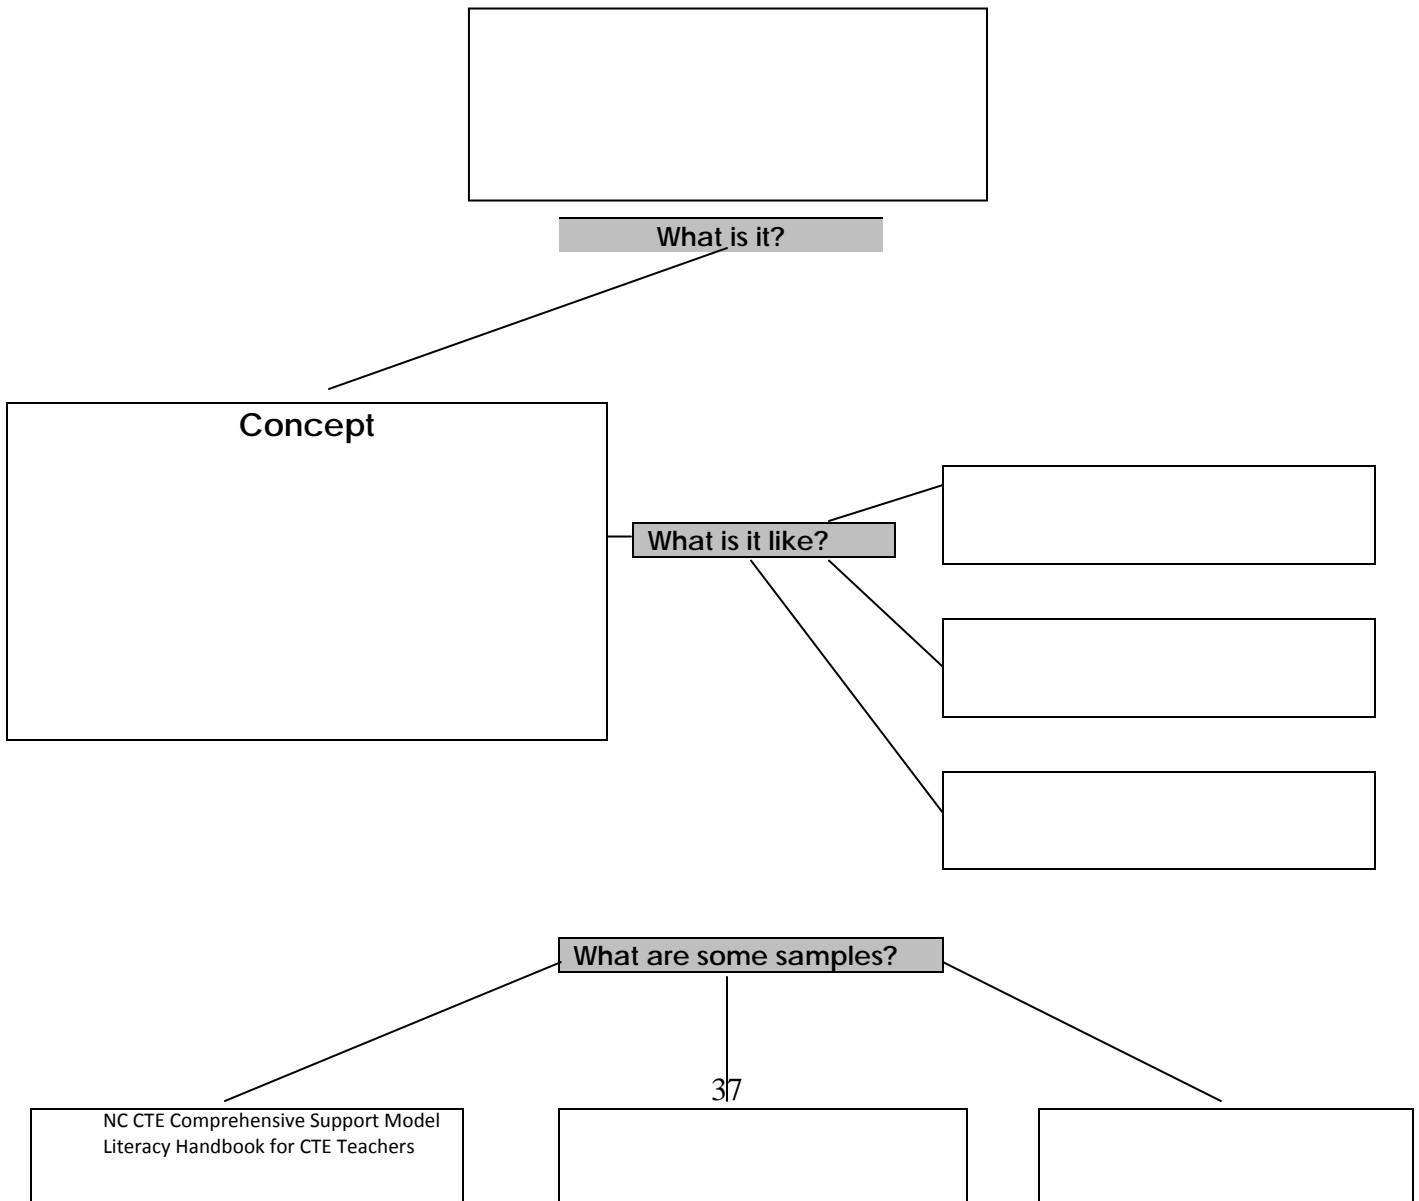 What is it?
Concept
What is it like?
What are some samples?
37
NC CTE Comprehensive Support Model
Literacy Handbook for CTE Teachers